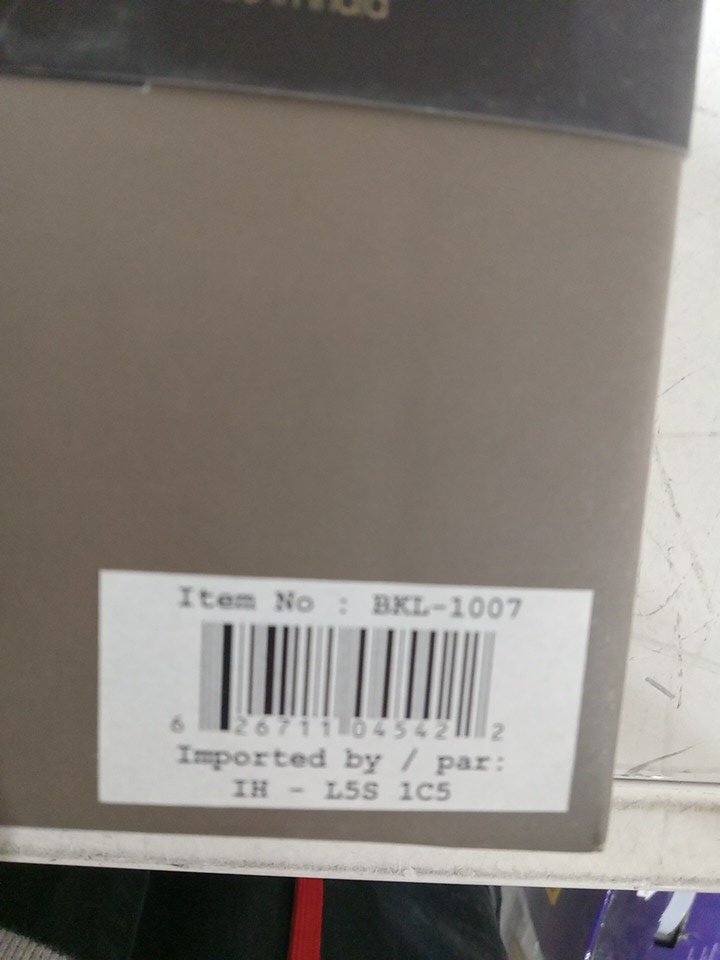 Item No : BKL-1007
6 26711 04542 2
Imported by / par:
IH - L5S 1C5